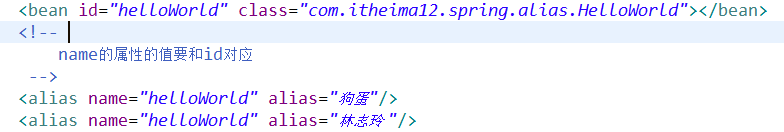 <bean id="helloWorld" class="com.itheima12.spring.alias.HelloWorld"></bean>
<!--
name的属性的值要和id对应
-->
<alias name="helloWorld" alias="狗蛋"/>
<alias name="helloWorld" alias="林志玲"/>